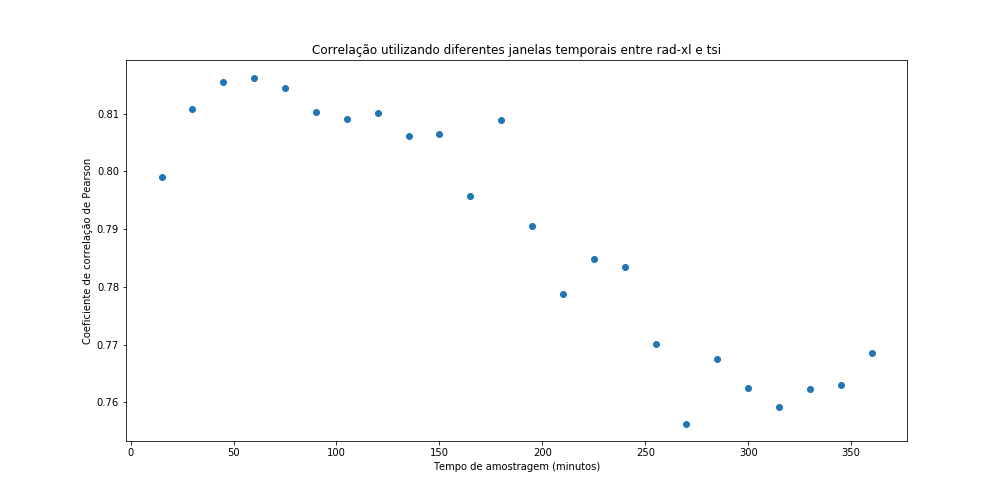 Correlação utilizando diferentes janelas temporais entre rad-xl e tsi
0.81
0.80
0.79
0.78
0.77
0.76
Coeficiente de correlação de Pearson
0 50 100 150 200 250 300 350
Tempo de amostragem (minutos)